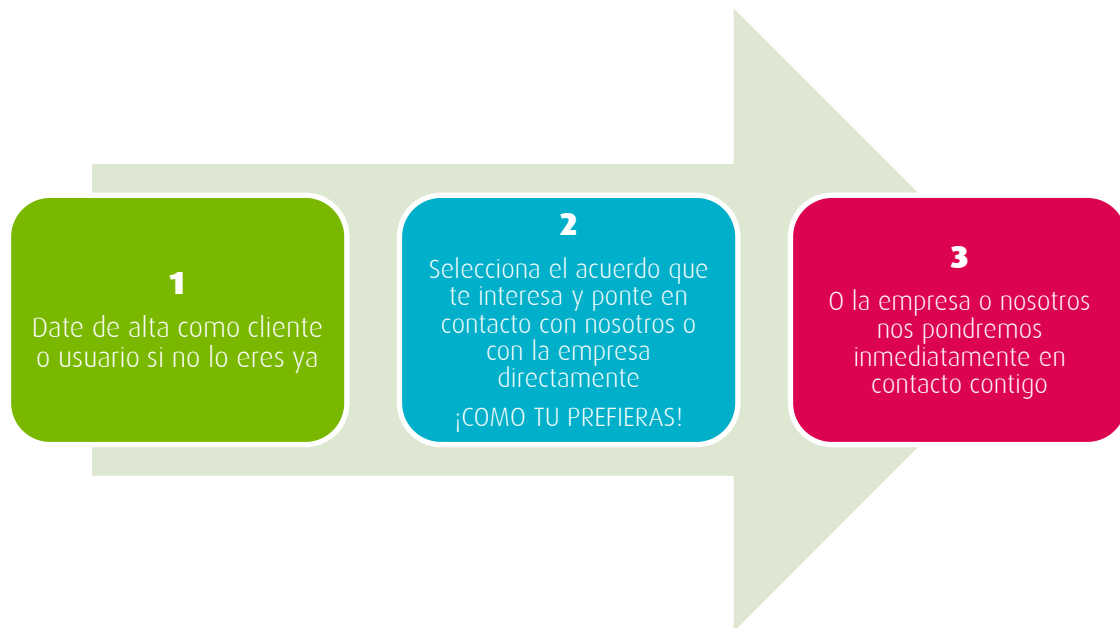 1
Date de alta como cliente
o usuario si no lo eres ya
2
Selecciona el acuerdo que
te interesa y ponte en
contacto con nosotros o
con la empresa
directamente
¡COMO TU PREFIERAS!
3
O la empresa o nosotros
nos pondremos
inmediatamente en
contacto contigo